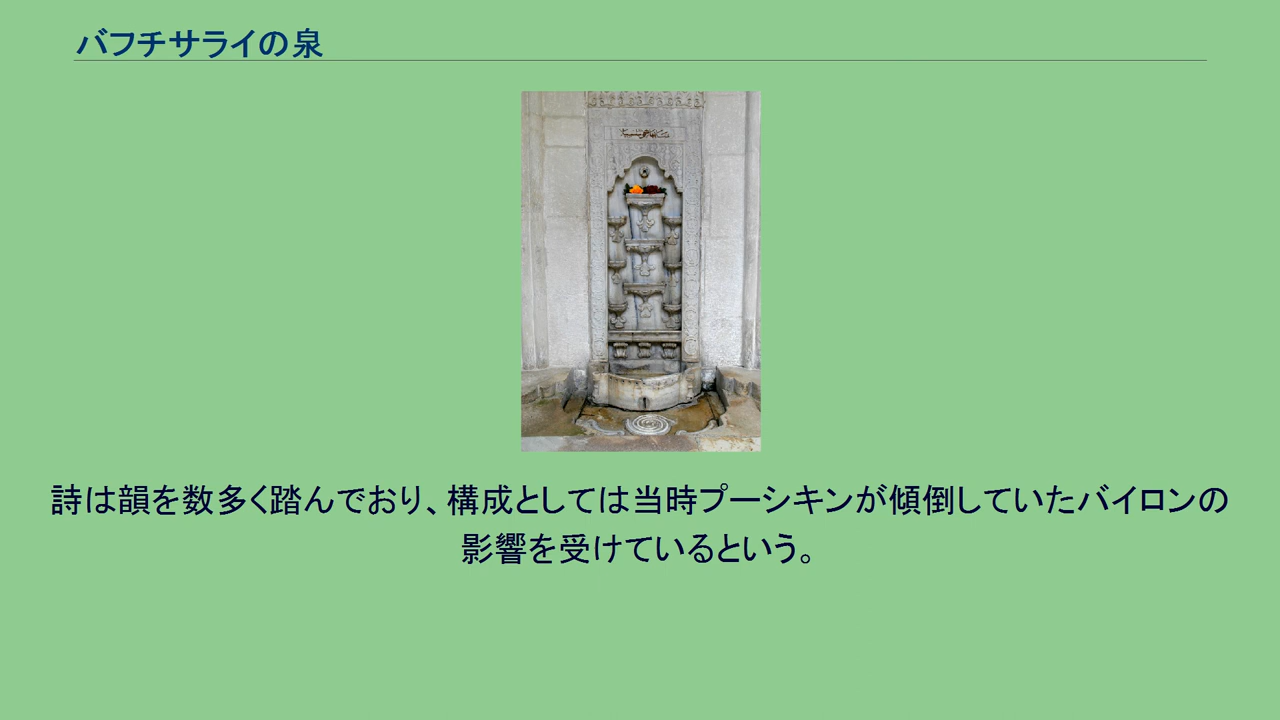 バフチサライの泉
詩は韻を数多く踏んでおり、構成としては当時プーシキンが傾倒していたバイロンの
影響を受けているという。